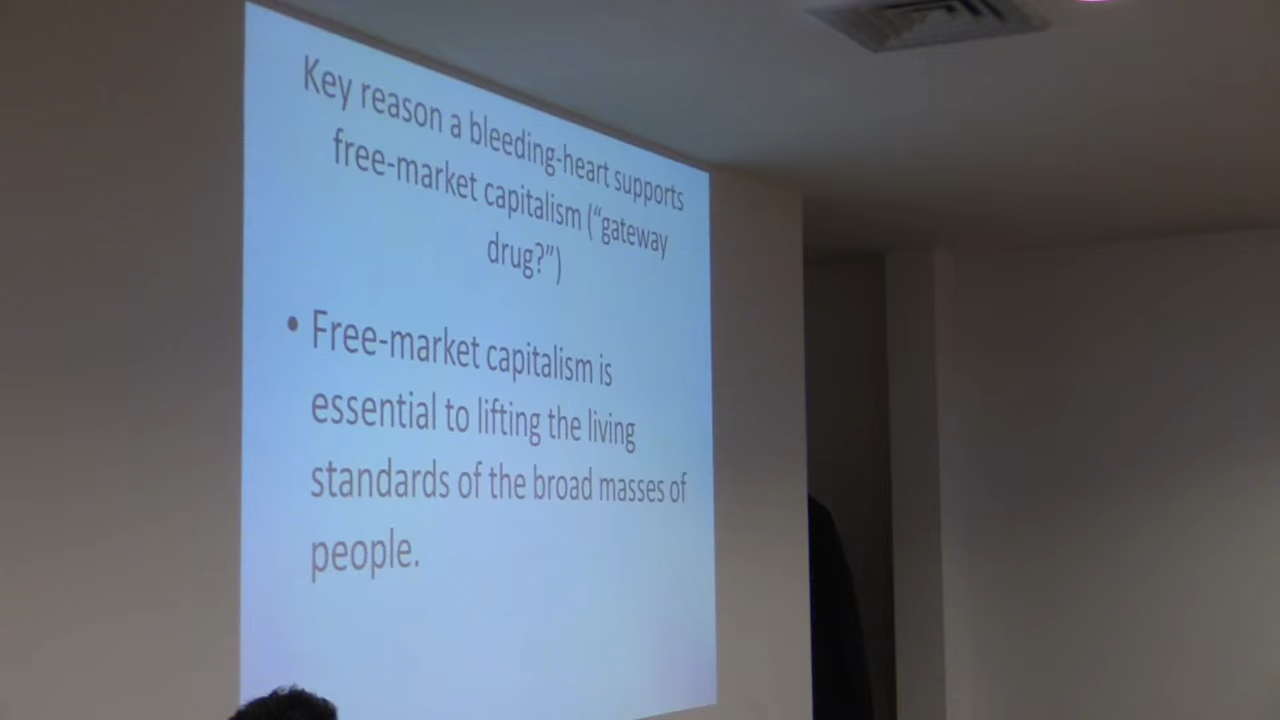 Key reason a bleeding-heart supports
free-market capitalism (“gateway
drug?”)
• Free-market capitalism is
essential to lifting the living
standards of the broad masses of
people.